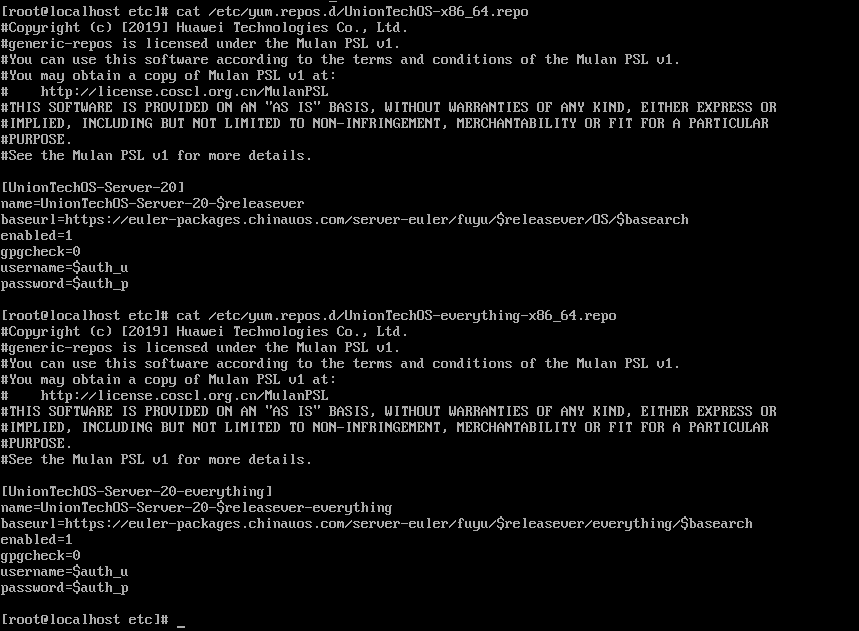 [root@localhost etc]# cat /etc/yum.repos.d/UnionTechOS-x86_64.repo
#Copyright (c) [2019] Huawei Technologies Co., Ltd.
#generic-repos is licensed under the Mulan PSL v1.
#You can use this software according to the terms and conditions of the Mulan PSL v1.
#You may obtain a copy of Mulan PSL v1 at:
#    http://license.coscl.org.cn/MulanPSL
#THIS SOFTWARE IS PROVIDED ON AN "AS IS" BASIS, WITHOUT WARRANTIES OF ANY KIND, EITHER EXPRESS OR
#IMPLIED, INCLUDING BUT NOT LIMITED TO NON-INFRINGEMENT, MERCHANTABILITY OR FIT FOR A PARTICULAR
#PURPOSE.
#See the Mulan PSL v1 for more details.

[UnionTechOS-Server-20]
name=UnionTechOS-Server-20-$releasever
baseurl=https://euler-packages.chinauos.com/server-euler/fuyu/$releasever/OS/$basearch
enabled=1
gpgcheck=0
username=$auth_u
password=$auth_p

[root@localhost etc]# cat /etc/yum.repos.d/UnionTechOS-everything-x86_64.repo
#Copyright (c) [2019] Huawei Technologies Co., Ltd.
#generic-repos is licensed under the Mulan PSL v1.
#You can use this software according to the terms and conditions of the Mulan PSL v1.
#You may obtain a copy of Mulan PSL v1 at:
#    http://license.coscl.org.cn/MulanPSL
#THIS SOFTWARE IS PROVIDED ON AN "AS IS" BASIS, WITHOUT WARRANTIES OF ANY KIND, EITHER EXPRESS OR
#IMPLIED, INCLUDING BUT NOT LIMITED TO NON-INFRINGEMENT, MERCHANTABILITY OR FIT FOR A PARTICULAR
#PURPOSE.
#See the Mulan PSL v1 for more details.

[UnionTechOS-Server-20-everything]
name=UnionTechOS-Server-20-$releasever-everything
baseurl=https://euler-packages.chinauos.com/server-euler/fuyu/$releasever/everything/$basearch
enabled=1
gpgcheck=0
username=$auth_u
password=$auth_p

[root@localhost etc]# _